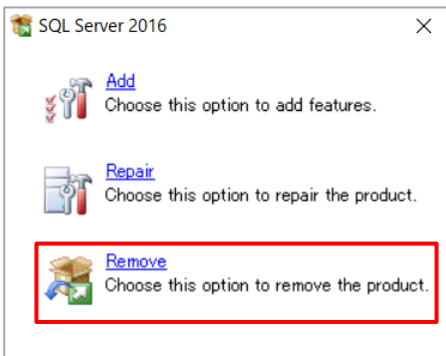 SQL Server 2016
Add
Choose this option to add features.
Repair
Choose this option to repair the product.
Remove
Choose this option to remove the product.